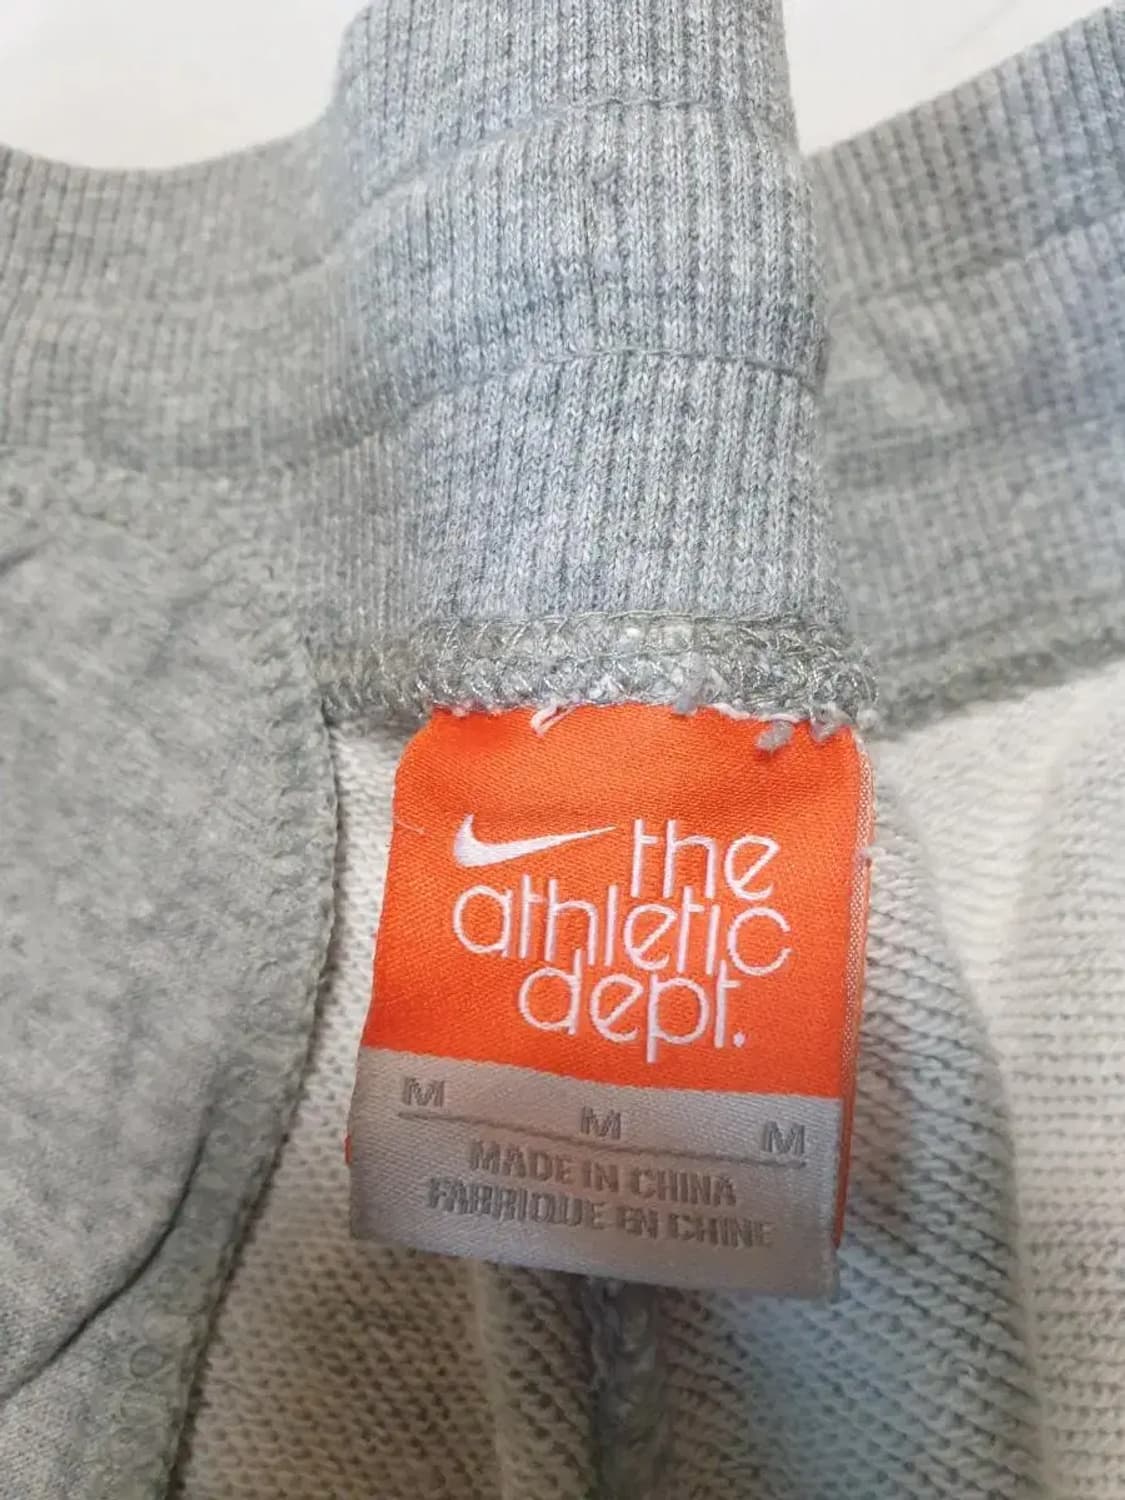 the
athletic
dept.
M M M
MADE IN CHINA
FABRIQUE EN CHINE